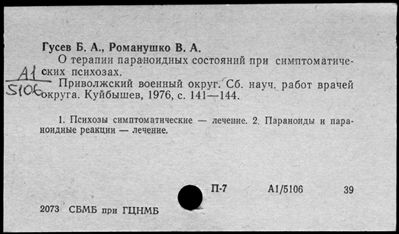 Гусев Б. А., Романушко В. А.
О терапии параноидных состояний при симптоматиче-
ских психозах.
А1
5106
Приволжский военный округ. Сб. науч. работ врачей
округа. Куйбышев, 1976, с. 141—144.
1. Психозы симптоматические — лечение. 2. Параноиды и пара-
ноидные реакции — лечение.
П-7 А1/5106 39
2073 СБМБ при ГЦНМБ